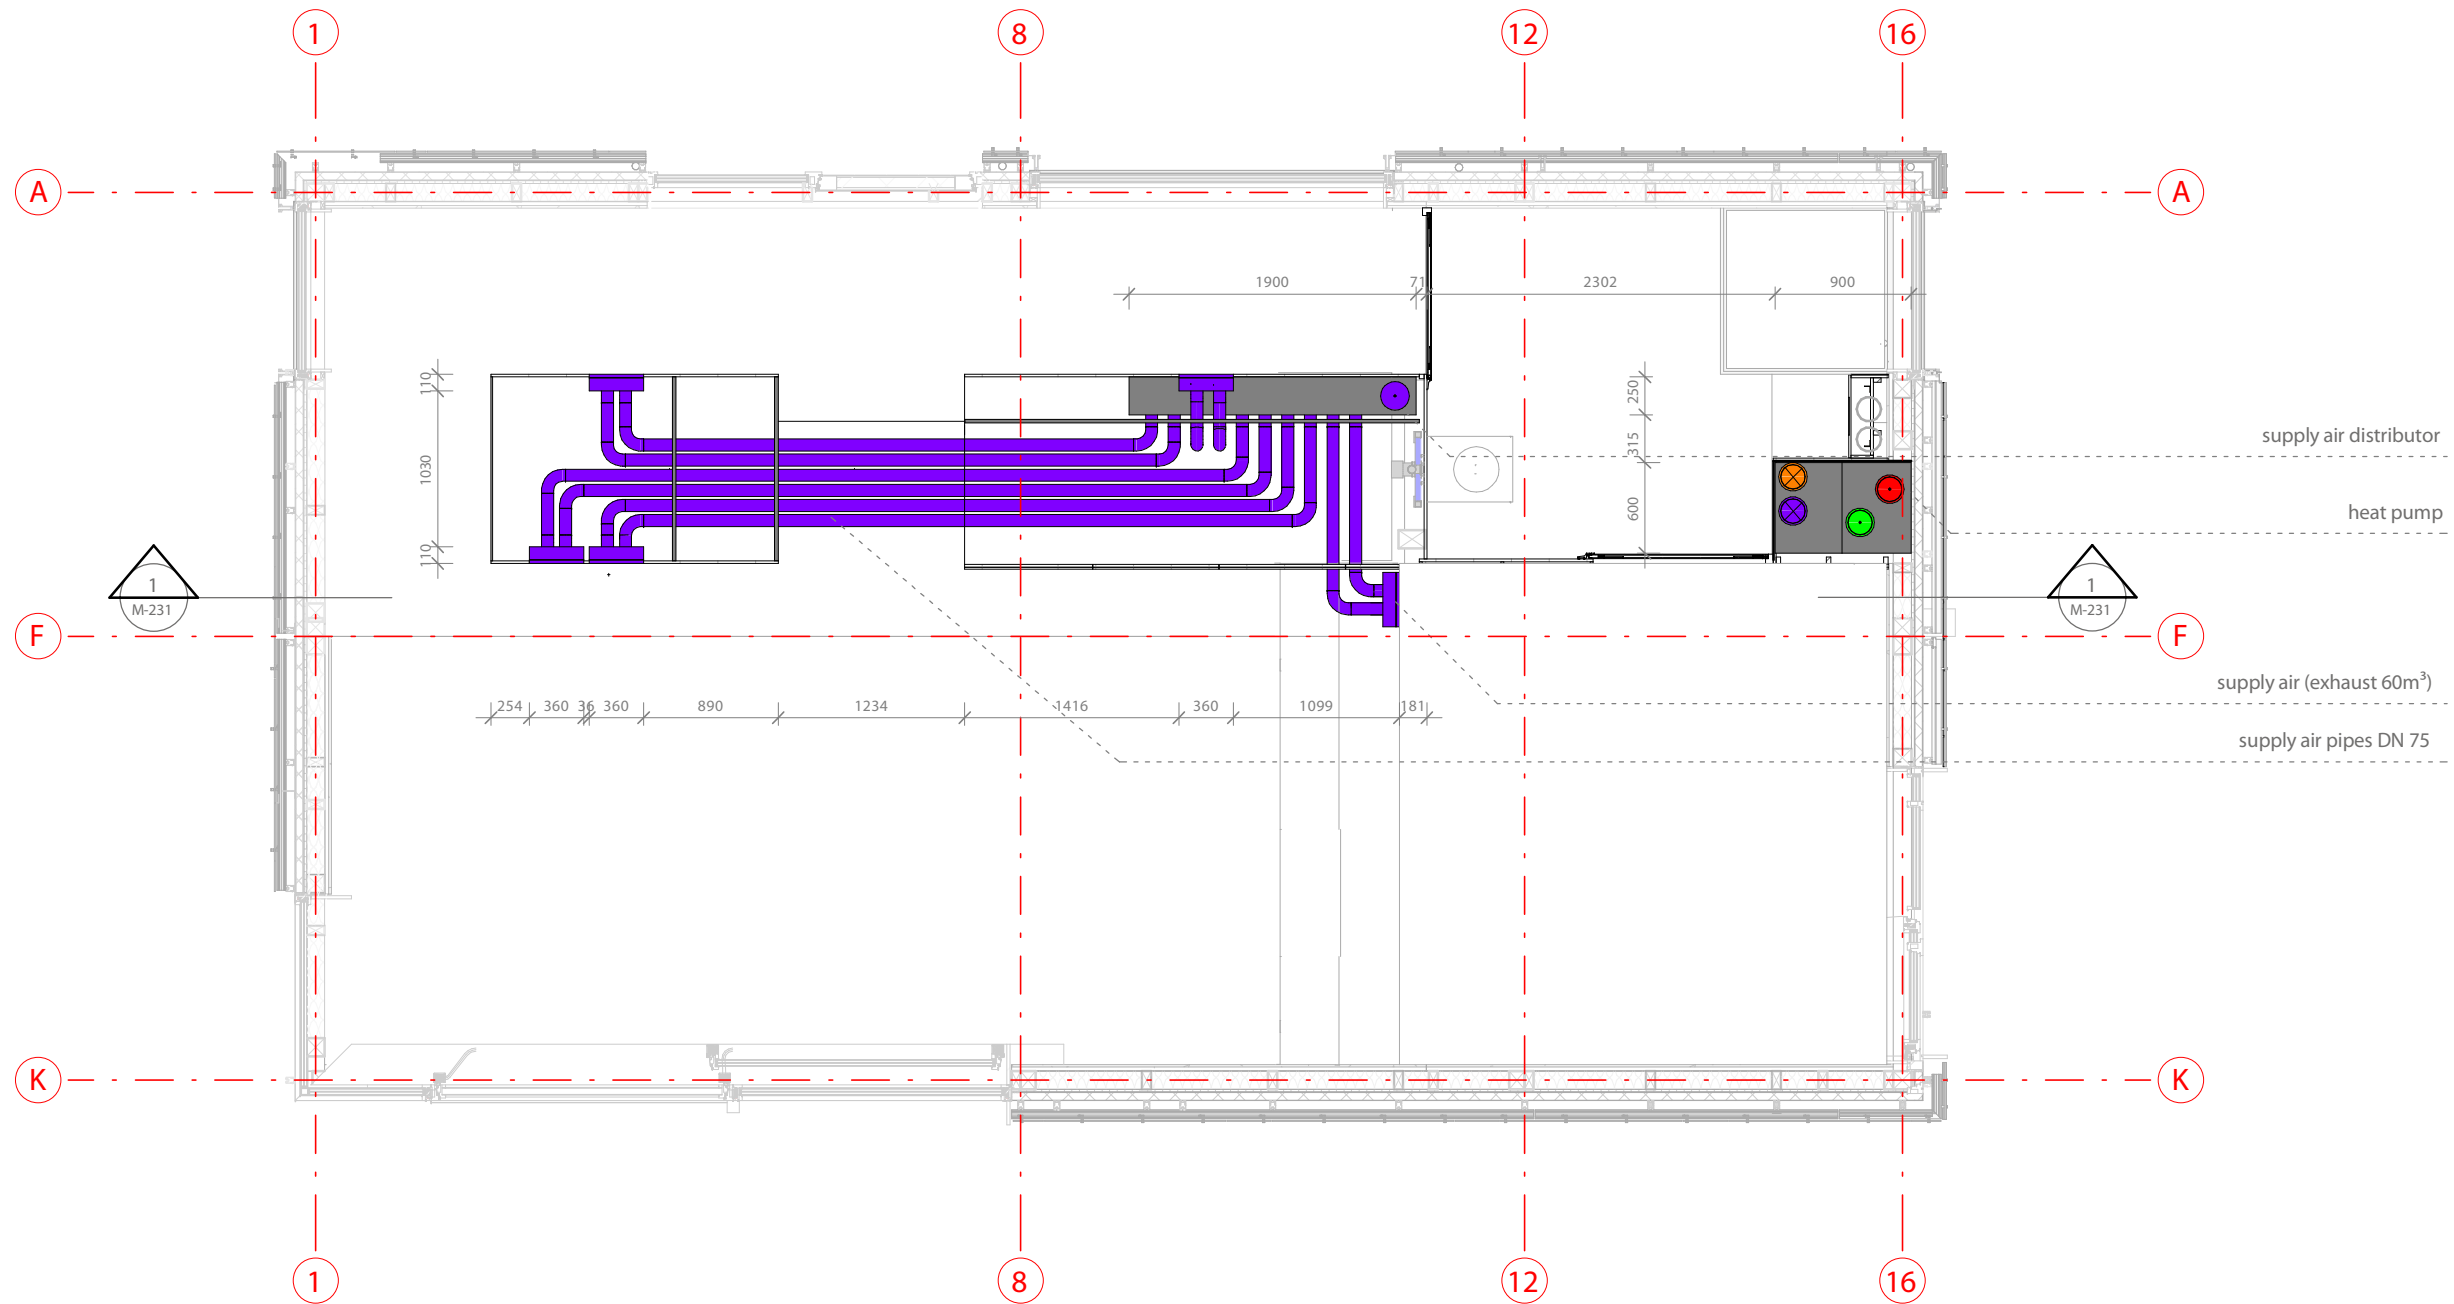 1
8
12
16
A
A
1900
71
2302
900
110
1030
110
250
315
600
supply air distributor
heat pump
1
M-231
1
M-231
F
F
supply air (exhaust 60m³)
254
360
36
360
890
1234
1416
360
1099
181
supply air pipes DN 75
K
K
1
8
12
16